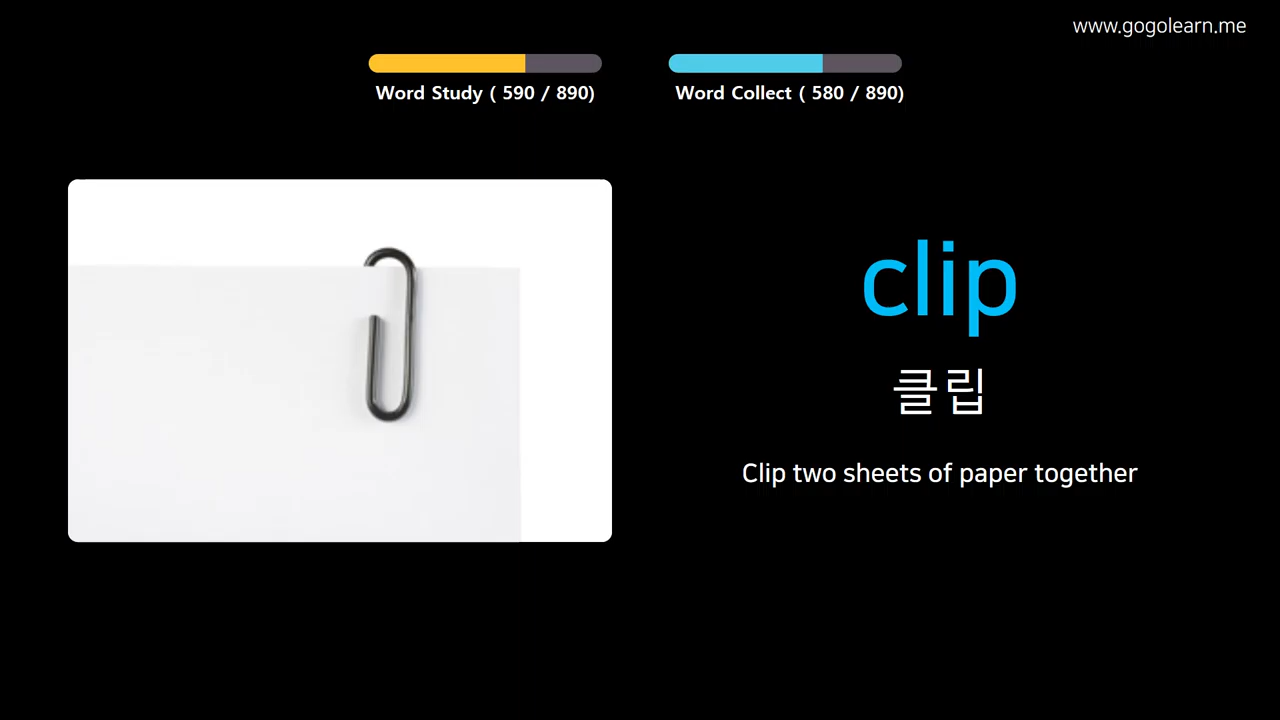 www.gogolearn.me
Word Study ( 590 / 890)
Word Collect ( 580 / 890)
clip
클립
Clip two sheets of paper together